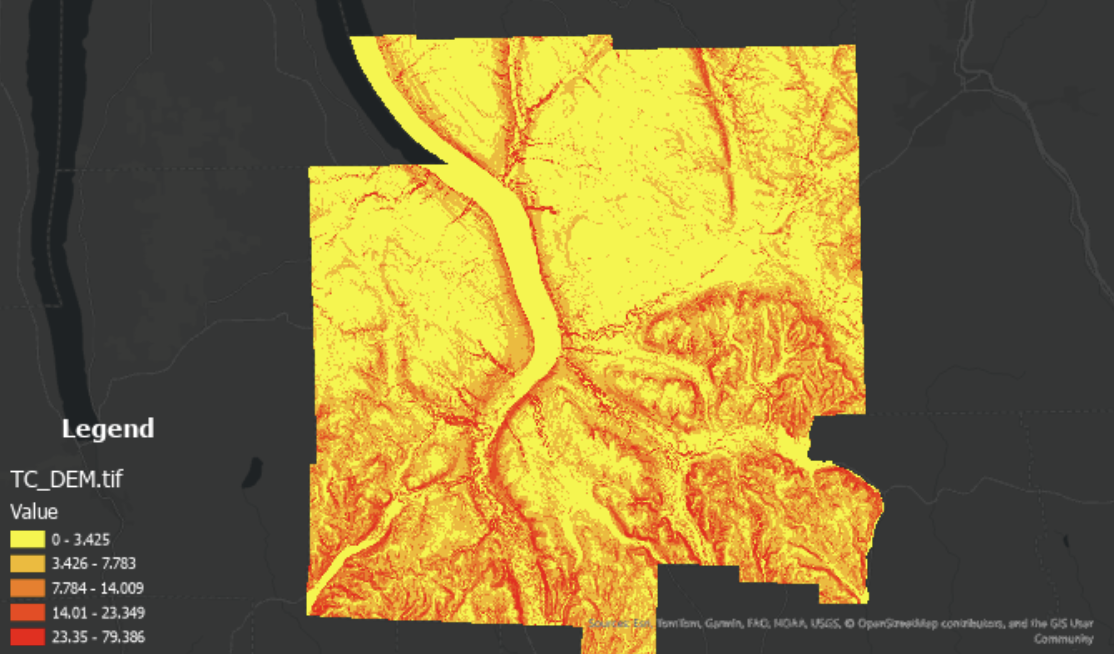 Legend
TC_DEM.tif
Value
0 - 3.425
3.426 - 7.783
7.784 - 14.009
14.01 - 23.349
23.35 - 79.386
Sources: Esri, TomTom, Garmin, FAO, NOAA, USGS, © OpenStreetMap contributors, and the GIS User
Community